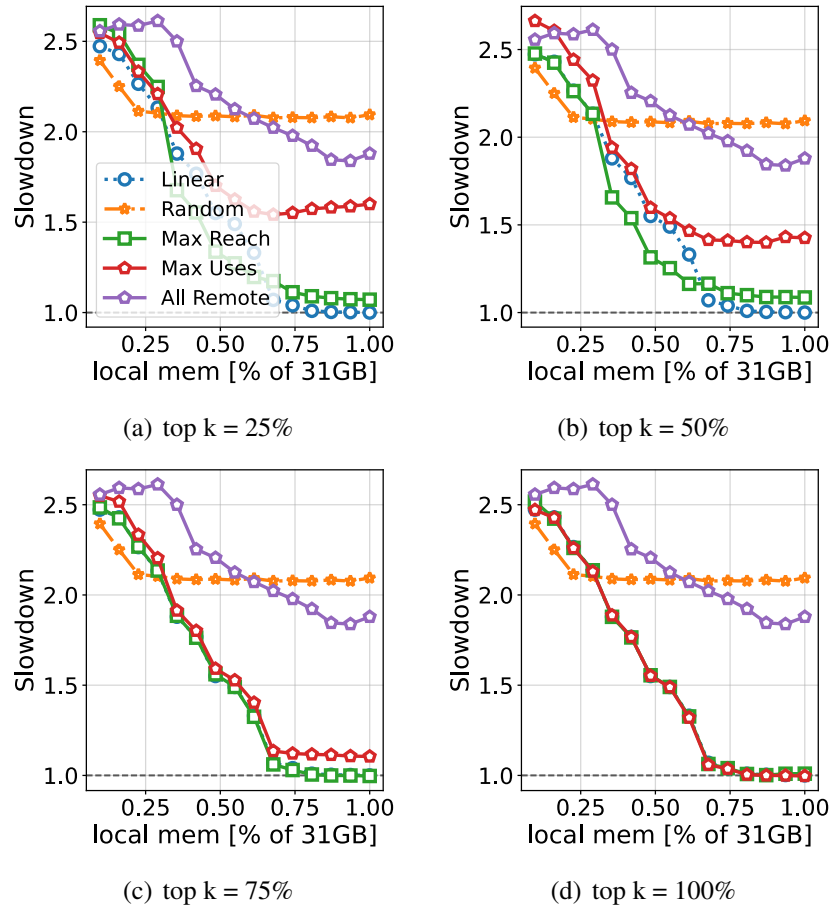 2.5
2.0
1.5
1.0
Slowdown
Linear
Random
Max Reach
Max Uses
All Remote
0.25 0.50 0.75 1.00
local mem [% of 31GB]
(a) top k = 25%
2.5
2.0
1.5
1.0
Slowdown
0.25 0.50 0.75 1.00
local mem [% of 31GB]
(b) top k = 50%
2.5
2.0
1.5
1.0
Slowdown
0.25 0.50 0.75 1.00
local mem [% of 31GB]
(c) top k = 75%
2.5
2.0
1.5
1.0
Slowdown
0.25 0.50 0.75 1.00
local mem [% of 31GB]
(d) top k = 100%